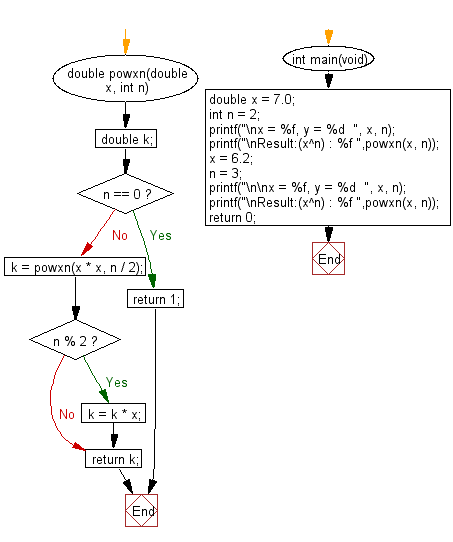 double powxn(double
x, int n)
double k;
n == 0 ?
No
Yes
k = powxn(x * x, n / 2);
return 1;
n % 2 ?
Yes
No
k = k * x;
return k;
End
int main(void)
double x = 7.0;
int n = 2;
printf("\nx = %f, y = %d  ", x, n);
printf("\nResult:(x^n) : %f ",powxn(x, n));
x = 6.2;
n = 3;
printf("\n\nx = %f, y = %d  ", x, n);
printf("\nResult:(x^n) : %f ",powxn(x, n));
return 0;
End